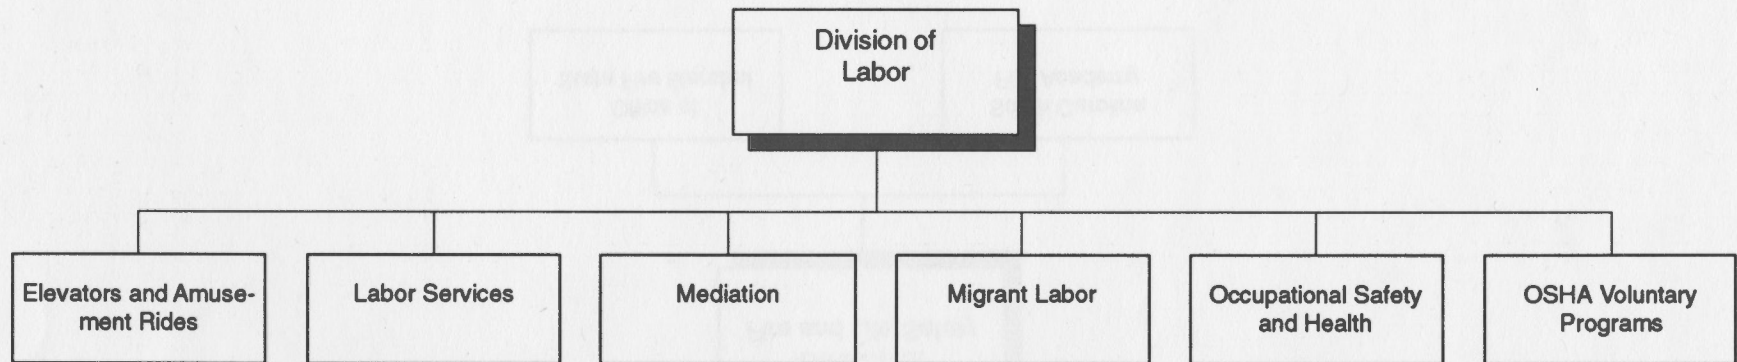 Division of
Labor
Elevators and Amuse-
ment Rides
Labor Services
Mediation
Migrant Labor
Occupational Safety
and Health
OSHA Voluntary
Programs